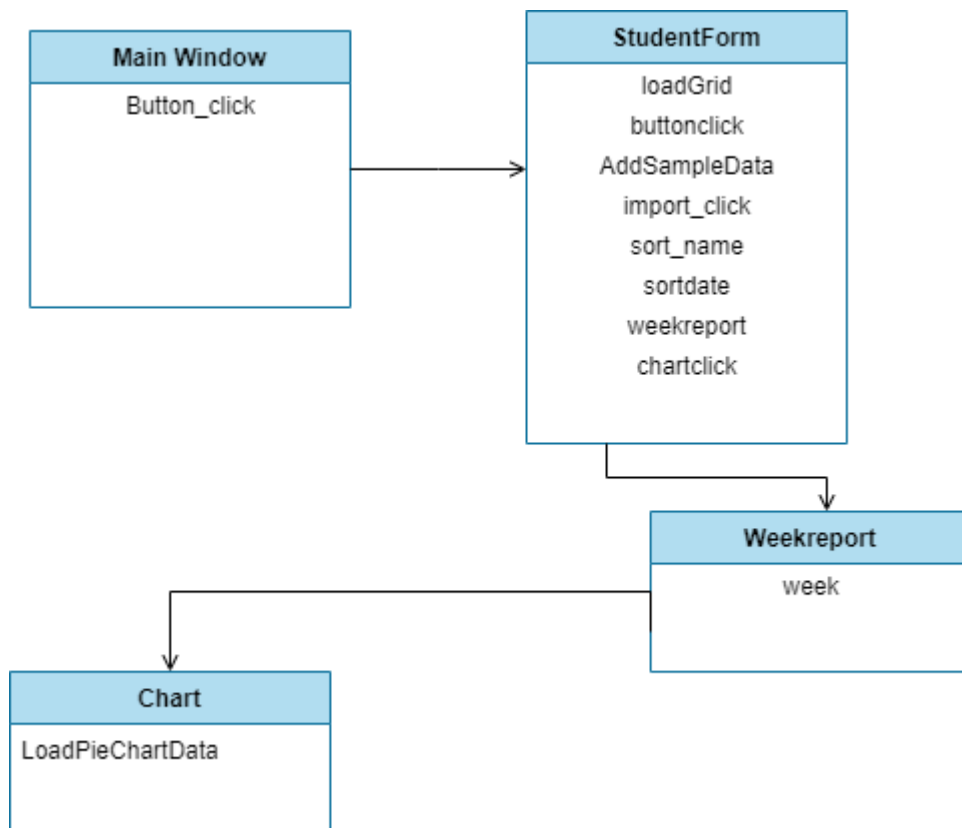 Main Window
Button_click
StudentForm
loadGrid
buttonclick
AddSampleData
import_click
sort_name
sortdate
weekreport
chartclick
Weekreport
week
Chart
LoadPieChartData